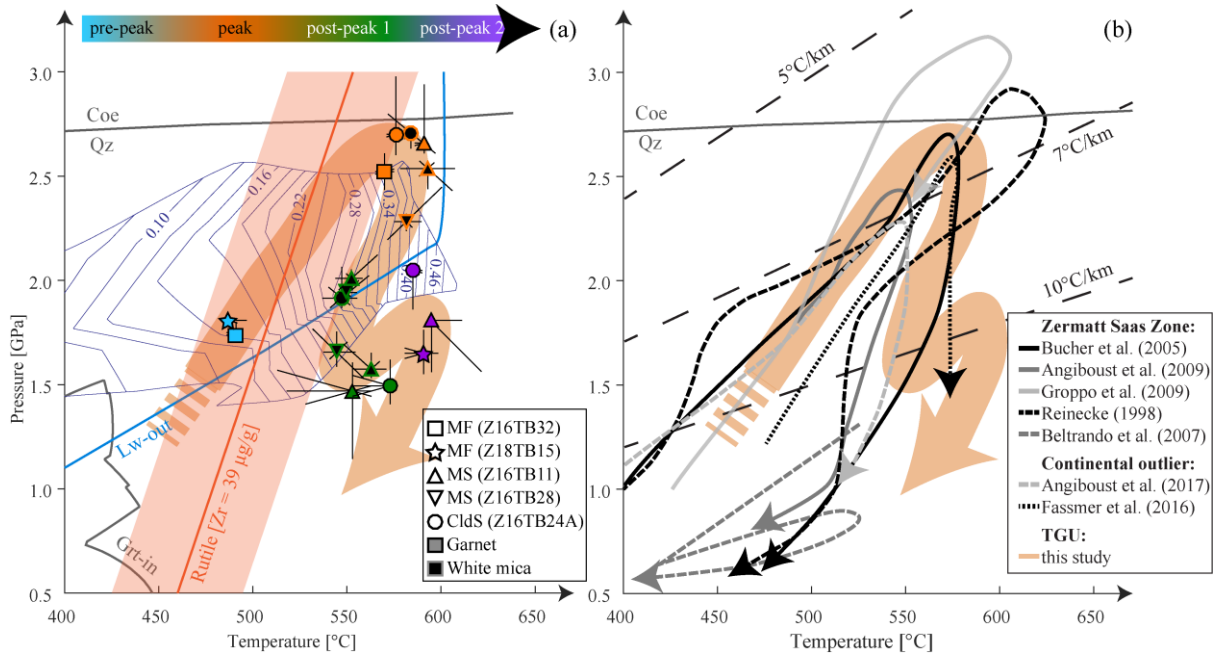 pre-peak peak post-peak 1 post-peak 2 (a)
3.0
2.5
2.0
1.5
1.0
0.5
Pressure [GPa]
Coe
Qz
0.10
0.16
0.22
0.28
0.34
0.40
0.46
Lw-out
Grt-in
Rutile [Zr = 39 µg/g]
MF (Z16TB32)
MF (Z18TB15)
MS (Z16TB11)
MS (Z16TB28)
CldS (Z16TB24A)
Garnet
White mica
400 450 500 550 600 650
Temperature [°C]
(b)
5°C/km
7°C/km
10°C/km
3.0
2.5
2.0
1.5
1.0
0.5
Coe
Qz
Zermatt Saas Zone:
Bucher et al. (2005)
Angiboust et al. (2009)
Groppo et al. (2009)
Reinecke (1998)
Beltrando et al. (2007)
Continental outlier:
Angiboust et al. (2017)
Fassmer et al. (2016)
TGU:
this study
400 450 500 550 600 650
Temperature [°C]